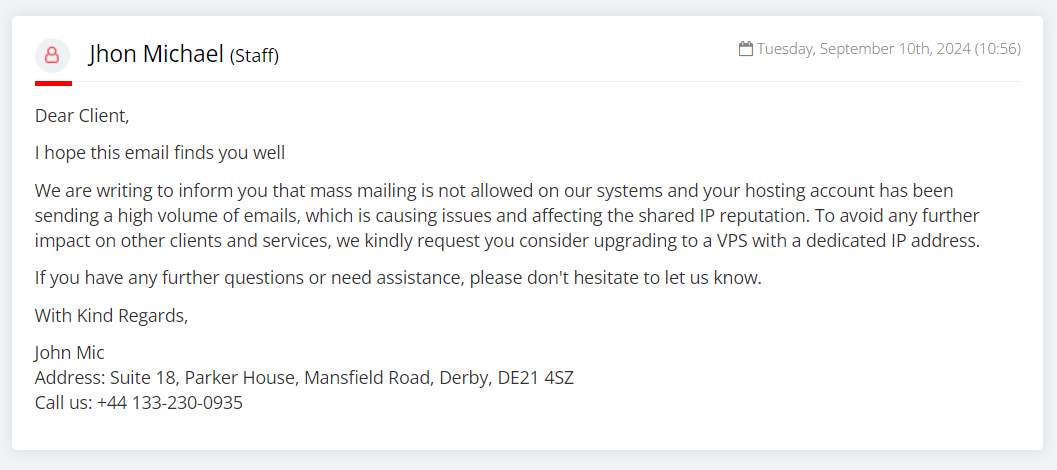 Jhon Michael (Staff)
Tuesday, September 10th, 2024 (10:56)
Dear Client,
I hope this email finds you well
We are writing to inform you that mass mailing is not allowed on our systems and your hosting account has been
sending a high volume of emails, which is causing issues and affecting the shared IP reputation. To avoid any further
impact on other clients and services, we kindly request you consider upgrading to a VPS with a dedicated IP address.
If you have any further questions or need assistance, please don't hesitate to let us know.
With Kind Regards,
John Mic
Address: Suite 18, Parker House, Mansfield Road, Derby, DE21 4SZ
Call us: +44 133-230-0935